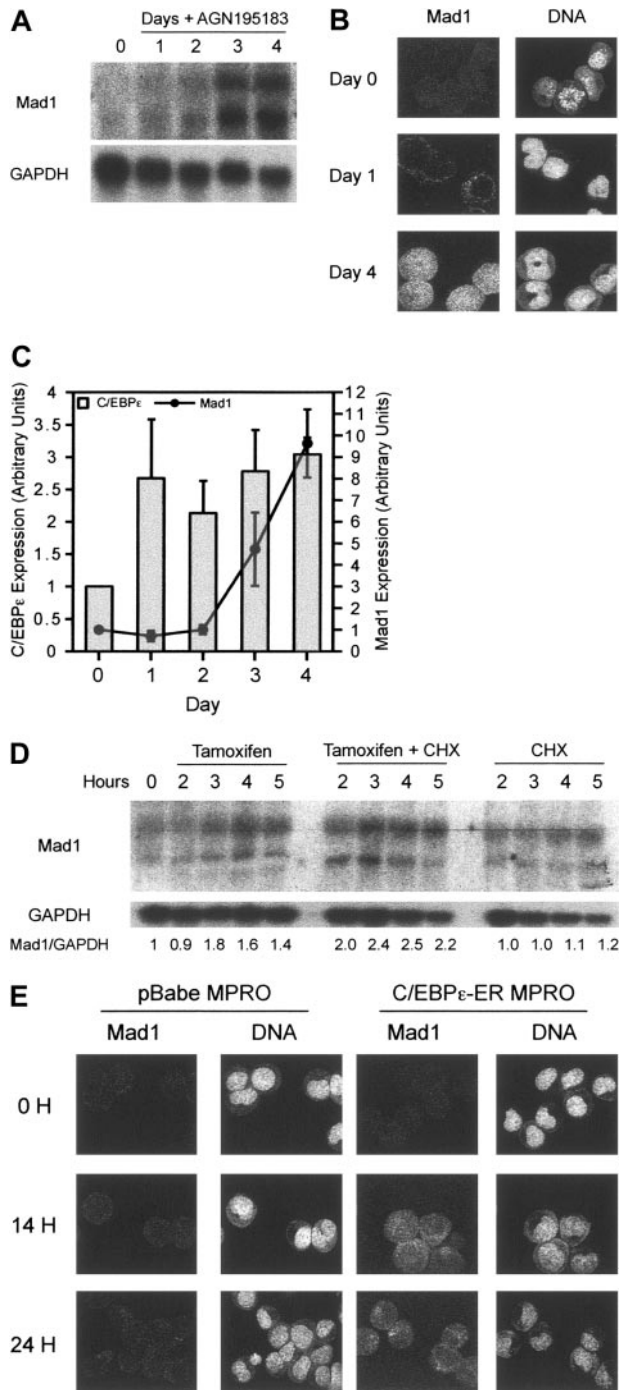 A
Days + AGN195183
0 1 2 3 4
Mad1
GAPDH
B
Mad1 DNA
Day 0
Day 1
Day 4
C
C/EBPε Mad1
C/EBPε Expression (Arbitrary Units)
4
3.5
3
2.5
2
1.5
1
0.5
0
12
11
10
9
8
7
6
5
4
3
2
1
0
Mad1 Expression (Arbitrary Units)
0 1 2 3 4
Day
D
Tamoxifen Tamoxifen + CHX CHX
Hours 0 2 3 4 5 2 3 4 5 2 3 4 5
Mad1
GAPDH
Mad1/GAPDH 1 0.9 1.8 1.6 1.4 2.0 2.4 2.5 2.2 1.0 1.0 1.1 1.2
E
pBabe MPRO C/EBPε-ER MPRO
Mad1 DNA Mad1 DNA
0 H
14 H
24 H